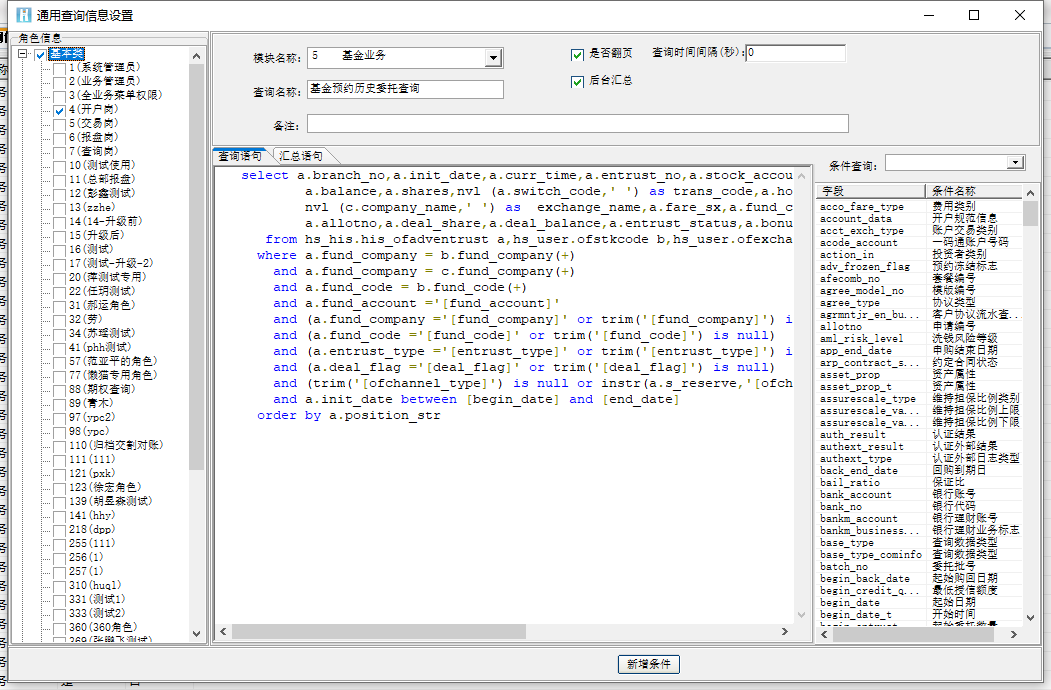 通用查询信息设置
角色信息
基本类
1(系统管理员)
2(业务管理员)
3(全业务菜单权限)
4(开户岗)
5(交易岗)
6(报盘岗)
7(查询岗)
10(测试使用)
11(总部报盘)
12(彭鑫测试)
13(zzhe)
14(14-升级前)
15(升级后)
16(测试)
17(测试-升级-2)
20(萍测试专用)
22(任玥测试)
31(郝运角色)
32(劳)
34(苏瑶测试)
41(phh测试)
57(范亚平的角色)
77(懒猫专用角色)
88(期权查询)
89(青木)
97(ypc2)
98(ypc)
110(归档交割对账)
111(111)
121(pxk)
123(徐宏角色)
139(胡昱淼测试)
141(hhy)
218(dpp)
255(111)
256(1)
257(1)
310(huql)
331(测试1)
333(测试2)
360(360角色)
369(张鹏飞测试)
模块名称: 5 基金业务
是否翻页 查询时间间隔(秒): 0
查询名称: 基金预约历史委托查询
后台汇总
备注:
查询语句 汇总语句
select a.branch_no,a.init_date,a.curr_time,a.entrust_no,a.stock_accou
a.balance,a.shares,nvl (a.switch_code,' ') as trans_code,a.ho
nvl (c.company_name,' ') as exchange_name,a.fare_sx,a.fund_c
a.allotno,a.deal_share,a.deal_balance,a.entrust_status,a.bonu
from hs_his.his_ofadventrust a,hs_user.ofstkcode b,hs_user.ofexcha
where a.fund_company = b.fund_company(+)
and a.fund_company = c.fund_company(+)
and a.fund_code = b.fund_code(+)
and a.fund_account ='[fund_account]'
and (a.fund_company ='[fund_company]' or trim('[fund_company]') i
and (a.fund_code ='[fund_code]' or trim('[fund_code]') is null)
and (a.entrust_type ='[entrust_type]' or trim('[entrust_type]') i
and (a.deal_flag ='[deal_flag]' or trim('[deal_flag]') is null)
and (trim('[ofchannel_type]') is null or instr(a.s_reserve,'[ofch
and a.init_date between [begin_date] and [end_date]
order by a.position_str
条件查询:
字段 条件名称
acco_fare_type 费用类别
account_data 开户规范信息
acct_exch_type 账户交易类别
acode_account 一码通账户号码
action_in 投资者类别
adv_frozen_flag 预约冻结标志
afecomb_no 套餐编号
agree_model_no 模版编号
agree_type 协议类型
agrmntjr_en_bu... 客户协议流水查...
allotno 申请编号
aml_risk_level 洗钱风险等级
app_end_date 申购结束日期
arp_contract_s... 约定合同状态
asset_prop 资产属性
asset_prop_t 资产属性
assurescale_type 维持担保比例类别
assurescale_va... 维持担保比例上限
assurescale_va... 维持担保比例下限
auth_result 认证结果
authext_result 认证外部结果
authext_type 认证外部日志类型
back_end_date 回购到期日
bail_ratio 保证比
bank_account 银行账号
bank_no 银行代码
bankm_account 银行理财账号
bankm_business... 银行理财业务标志
base_type 查询数据类型
base_type_cominfo 查询数据类型
batch_no 委托批号
begin_back_date 起始购回日期
begin_credit_q... 最低授信额度
begin_date 起始日期
begin_date_t 开始时间
begin_entrust 起始委托数量
新增条件